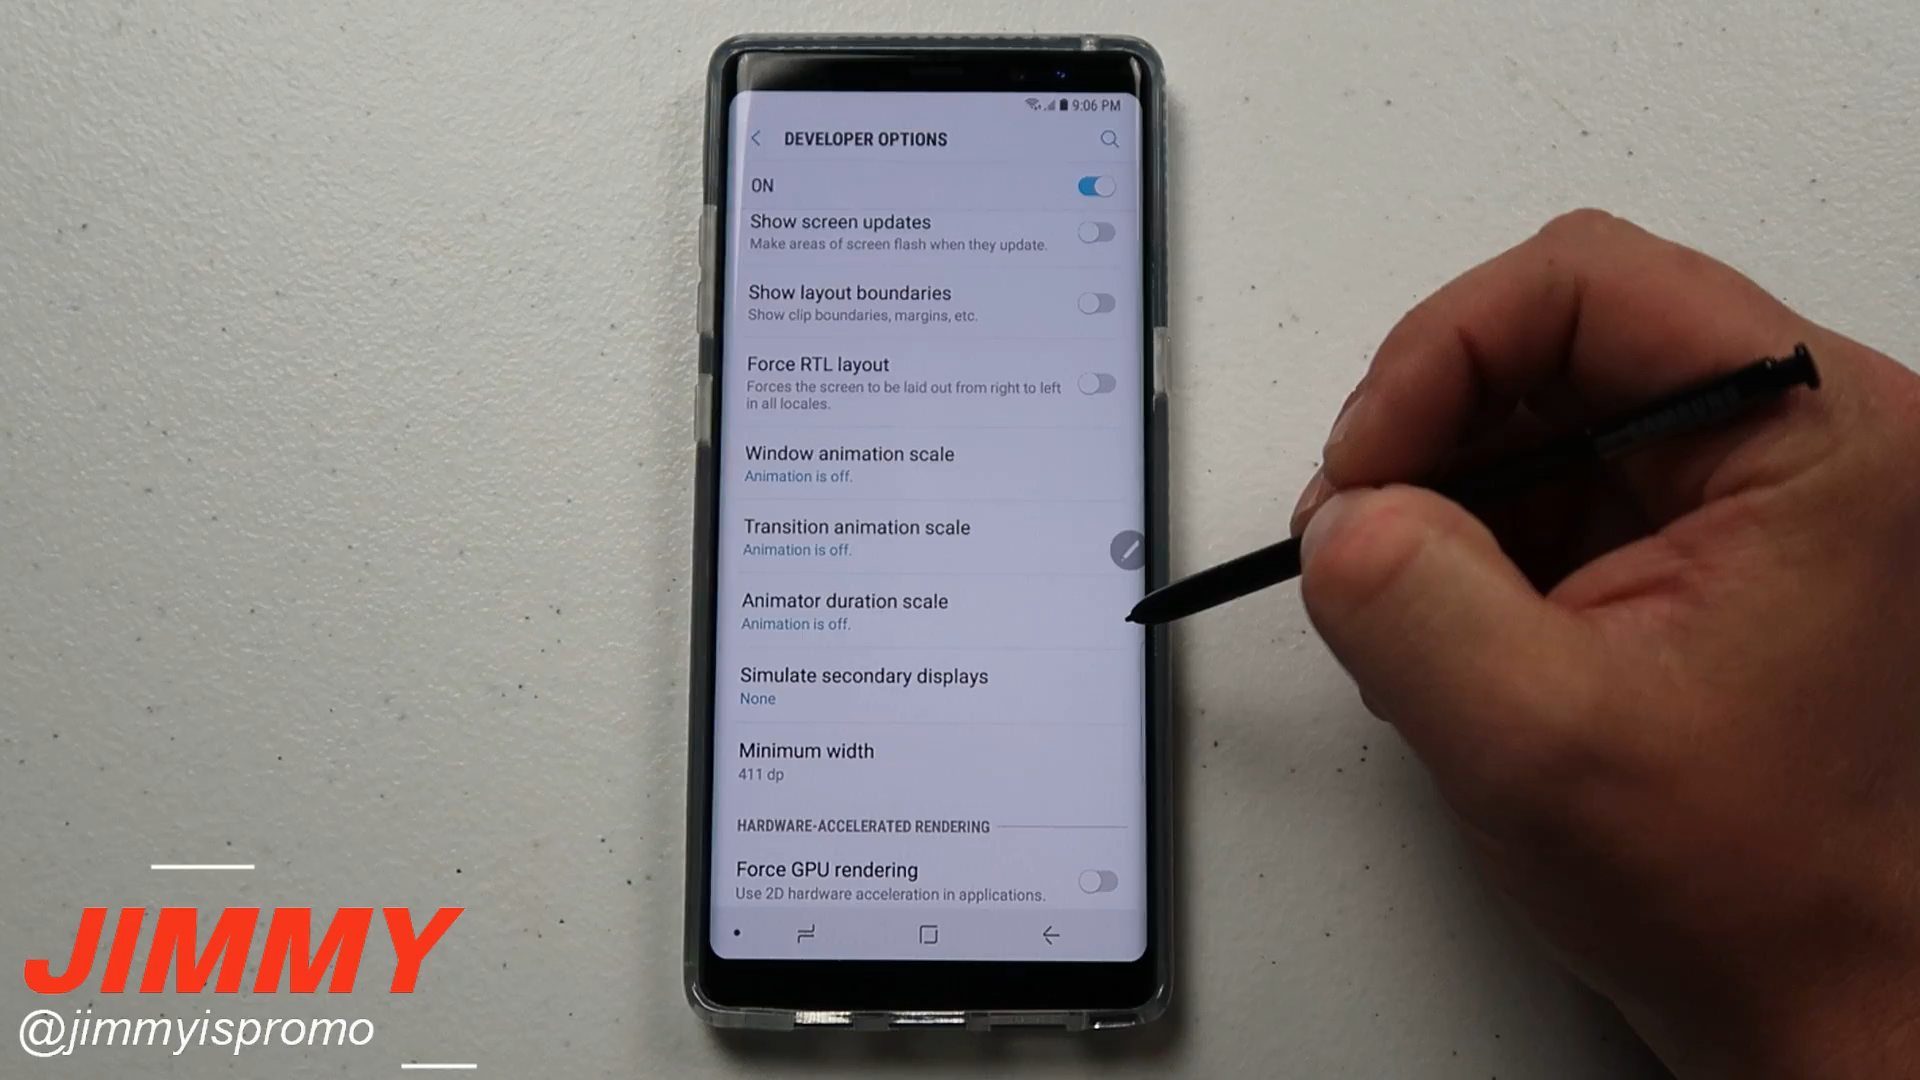 9:06 PM
DEVELOPER OPTIONS
ON
Show screen updates
Make areas of screen flash when they update.
Show layout boundaries
Show clip boundaries, margins, etc.
Force RTL layout
Forces the screen to be laid out from right to left
in all locales.
Window animation scale
Animation is off.
Transition animation scale
Animation is off.
Animator duration scale
Animation is off.
Simulate secondary displays
None
Minimum width
411 dp
HARDWARE-ACCELERATED RENDERING
Force GPU rendering
Use 2D hardware acceleration in applications.
SAMSUNG
JIMMY
@jimmyispromo